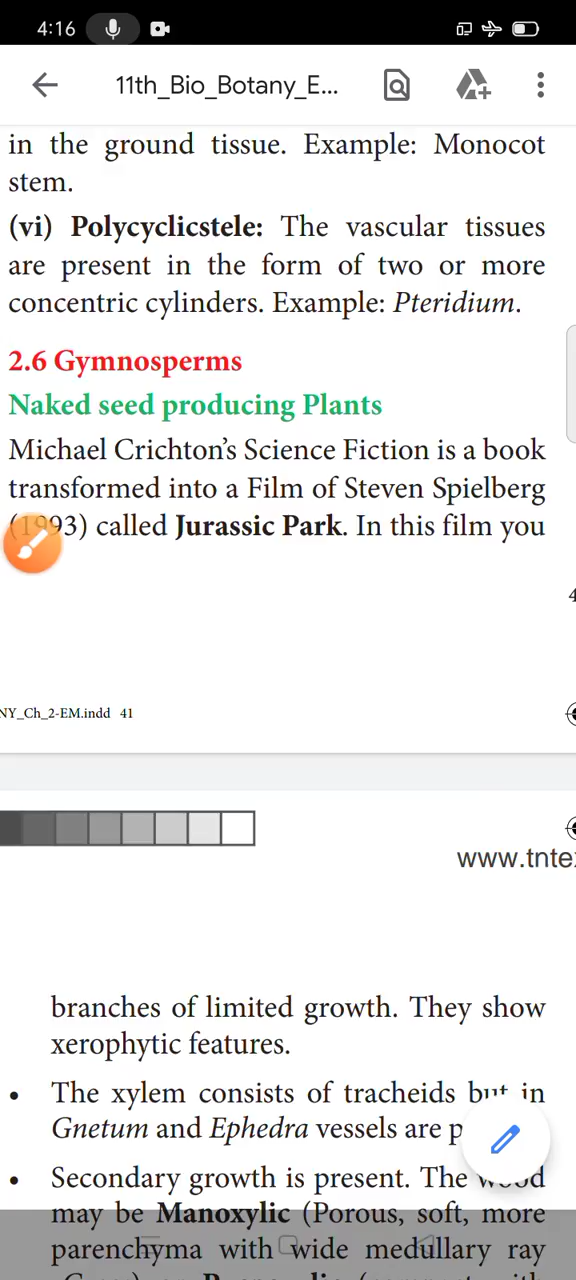 4:16
11th_Bio_Botany_E...
in the ground tissue. Example: Monocot
stem.
(vi) Polycyclicstele: The vascular tissues
are present in the form of two or more
concentric cylinders. Example: Pteridium.
2.6 Gymnosperms
Naked seed producing Plants
Michael Crichton’s Science Fiction is a book
transformed into a Film of Steven Spielberg
(1993) called Jurassic Park. In this film you
4
NY_Ch_2-EM.indd 41
www.tnte
branches of limited growth. They show
xerophytic features.
• The xylem consists of tracheids but in
Gnetum and Ephedra vessels are p
• Secondary growth is present. The wood
may be Manoxylic (Porous, soft, more
parenchyma with wide medullary ray